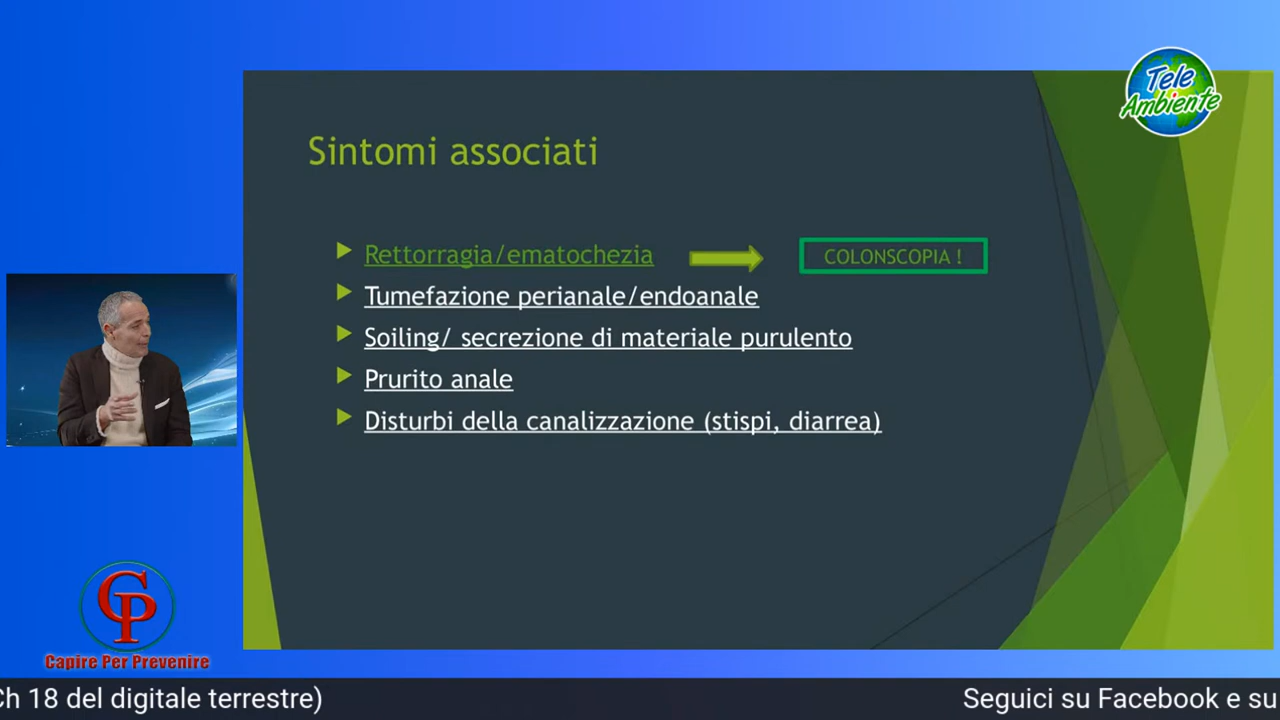 Tele
Ambiente
Sintomi associati
Rettorragia/ematochezia
COLONSCOPIA !
Tumefazione perianale/endoanale
Soiling/ secrezione di materiale purulento
Prurito anale
Disturbi della canalizzazione (stispi, diarrea)
CP
Capire Per Prevenire
Ch 18 del digitale terrestre)
Seguici su Facebook e su